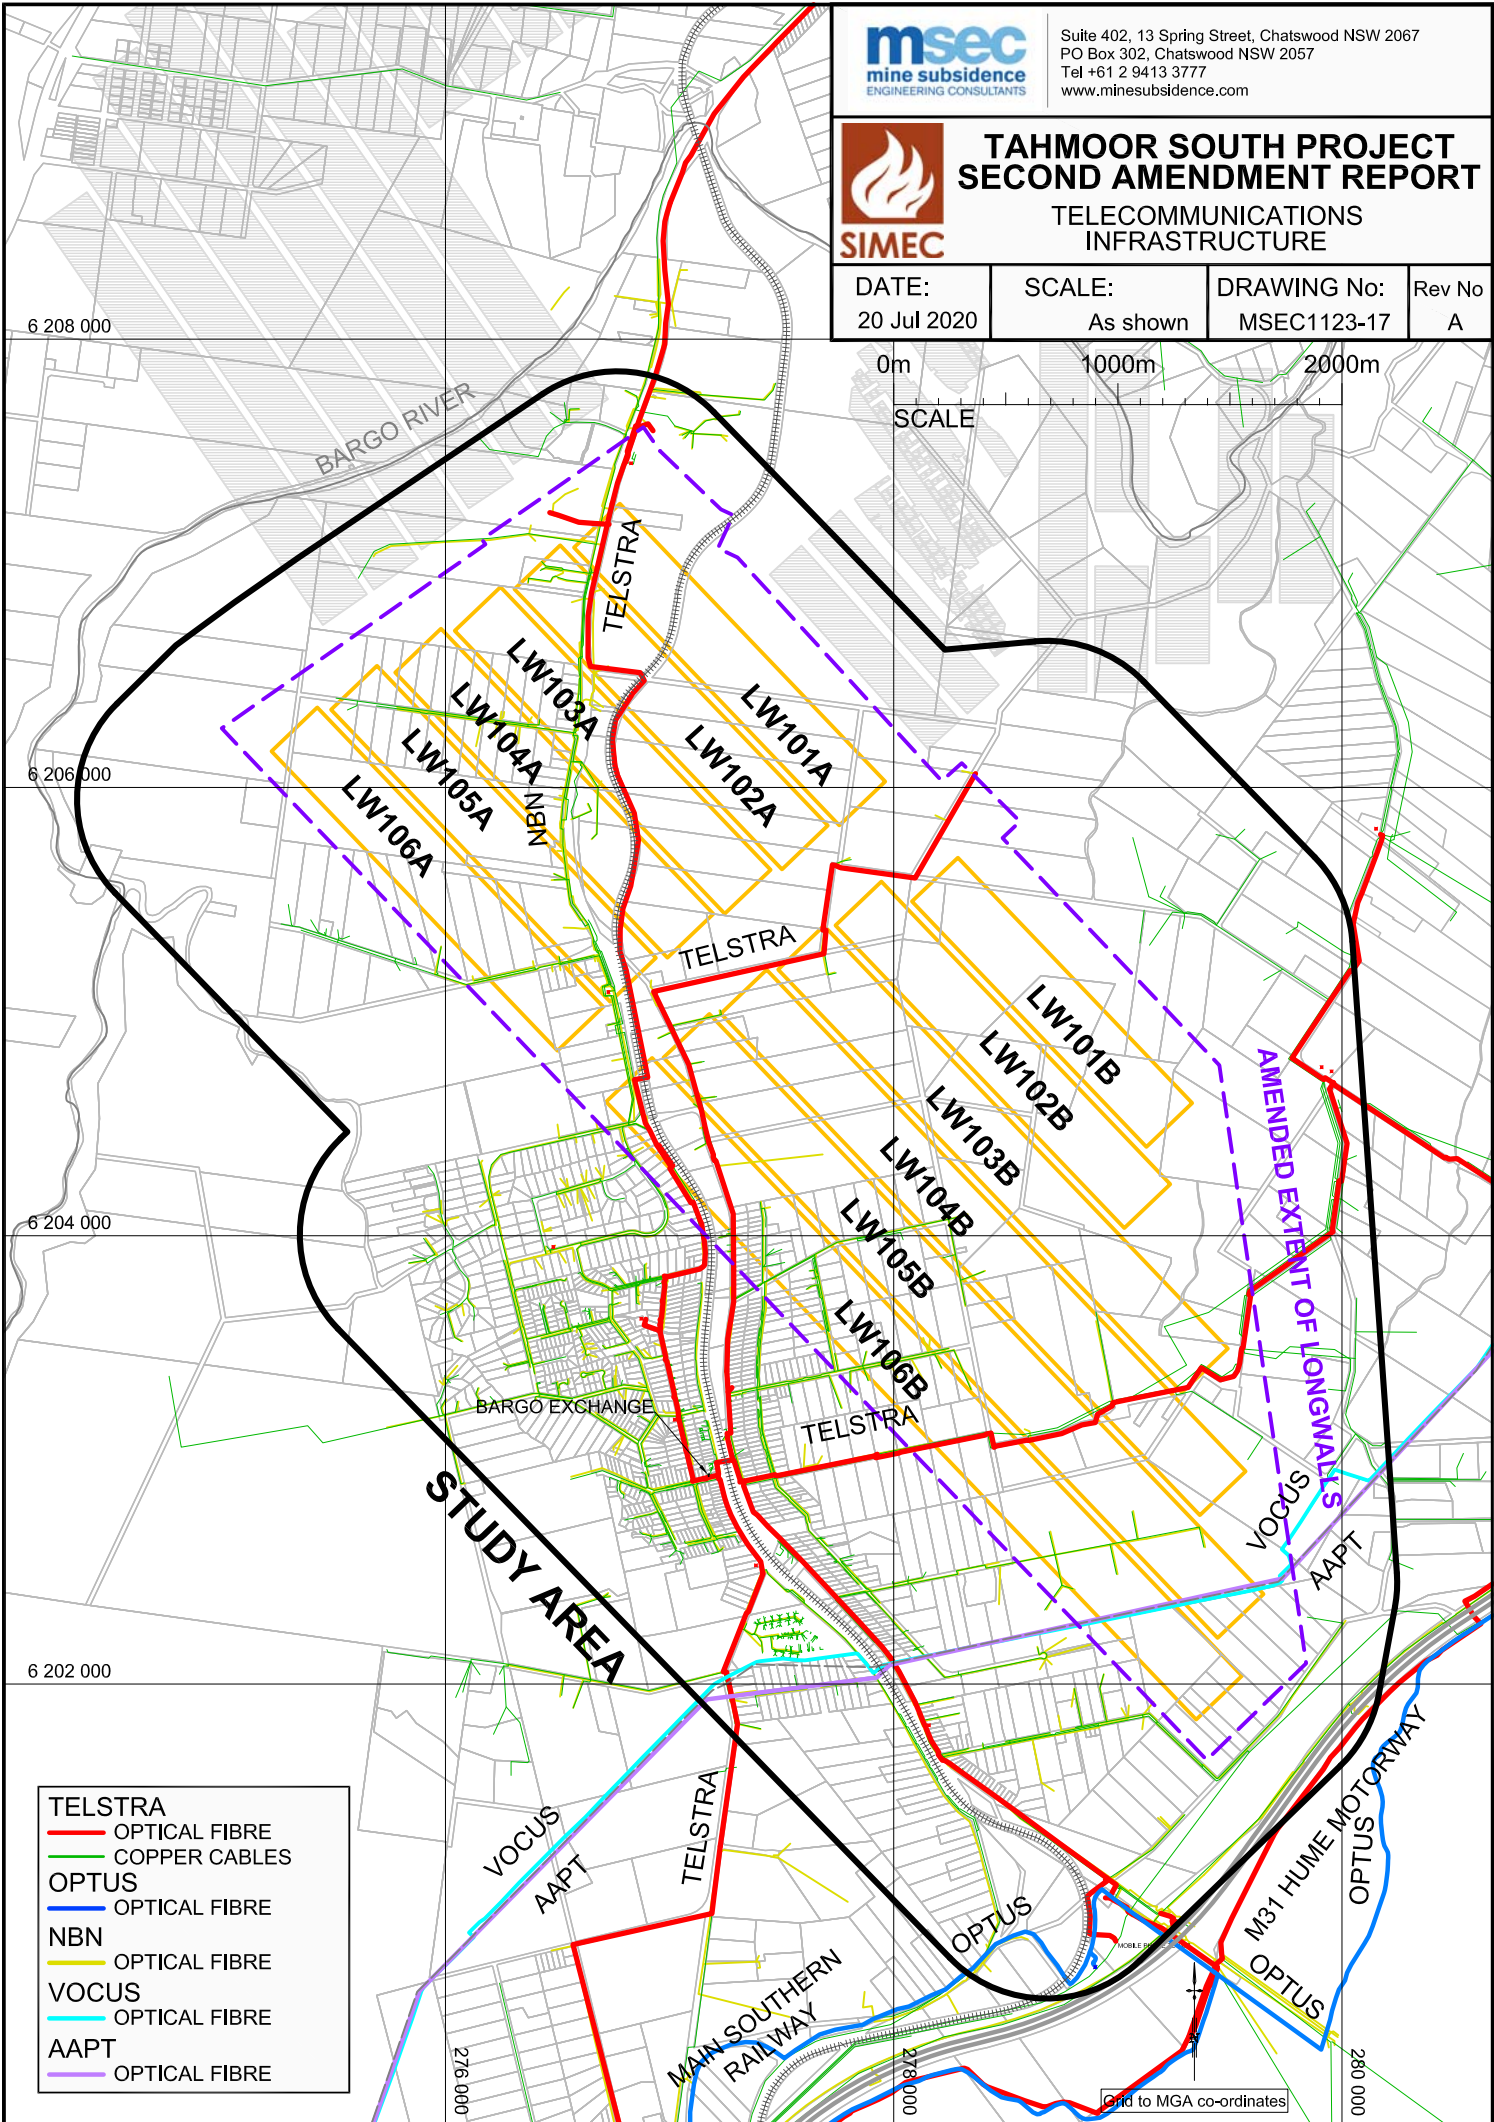 msec
mine subsidence
ENGINEERING CONSULTANTS
Suite 402, 13 Spring Street, Chatswood NSW 2067
PO Box 302, Chatswood NSW 2057
Tel +61 2 9413 3777
www.minesubsidence.com
SIMEC
TAHMOOR SOUTH PROJECT
SECOND AMENDMENT REPORT
TELECOMMUNICATIONS
INFRASTRUCTURE
DATE:
20 Jul 2020
SCALE:
As shown
DRAWING No:
MSEC1123-17
Rev No
A
0m
1000m
2000m
SCALE
6 208 000
BARGO RIVER
TELSTRA
LW101A
LW102A
LW103A
LW104A
LW105A
LW106A
NBN
6 206 000
TELSTRA
LW101B
LW102B
LW103B
LW104B
LW105B
LW106B
AMENDED EXTENT OF LONGWALLS
6 204 000
BARGO EXCHANGE
TELSTRA
STUDY AREA
VOCUS
AAPT
6 202 000
VOCUS
AAPT
TELSTRA
OPTUS
MAIN SOUTHERN
RAILWAY
M31 HUME MOTORWAY
OPTUS
OPTUS
276 000
278 000
280 000
Grid to MGA co-ordinates
TELSTRA
OPTICAL FIBRE
COPPER CABLES
OPTUS
OPTICAL FIBRE
NBN
OPTICAL FIBRE
VOCUS
OPTICAL FIBRE
AAPT
OPTICAL FIBRE